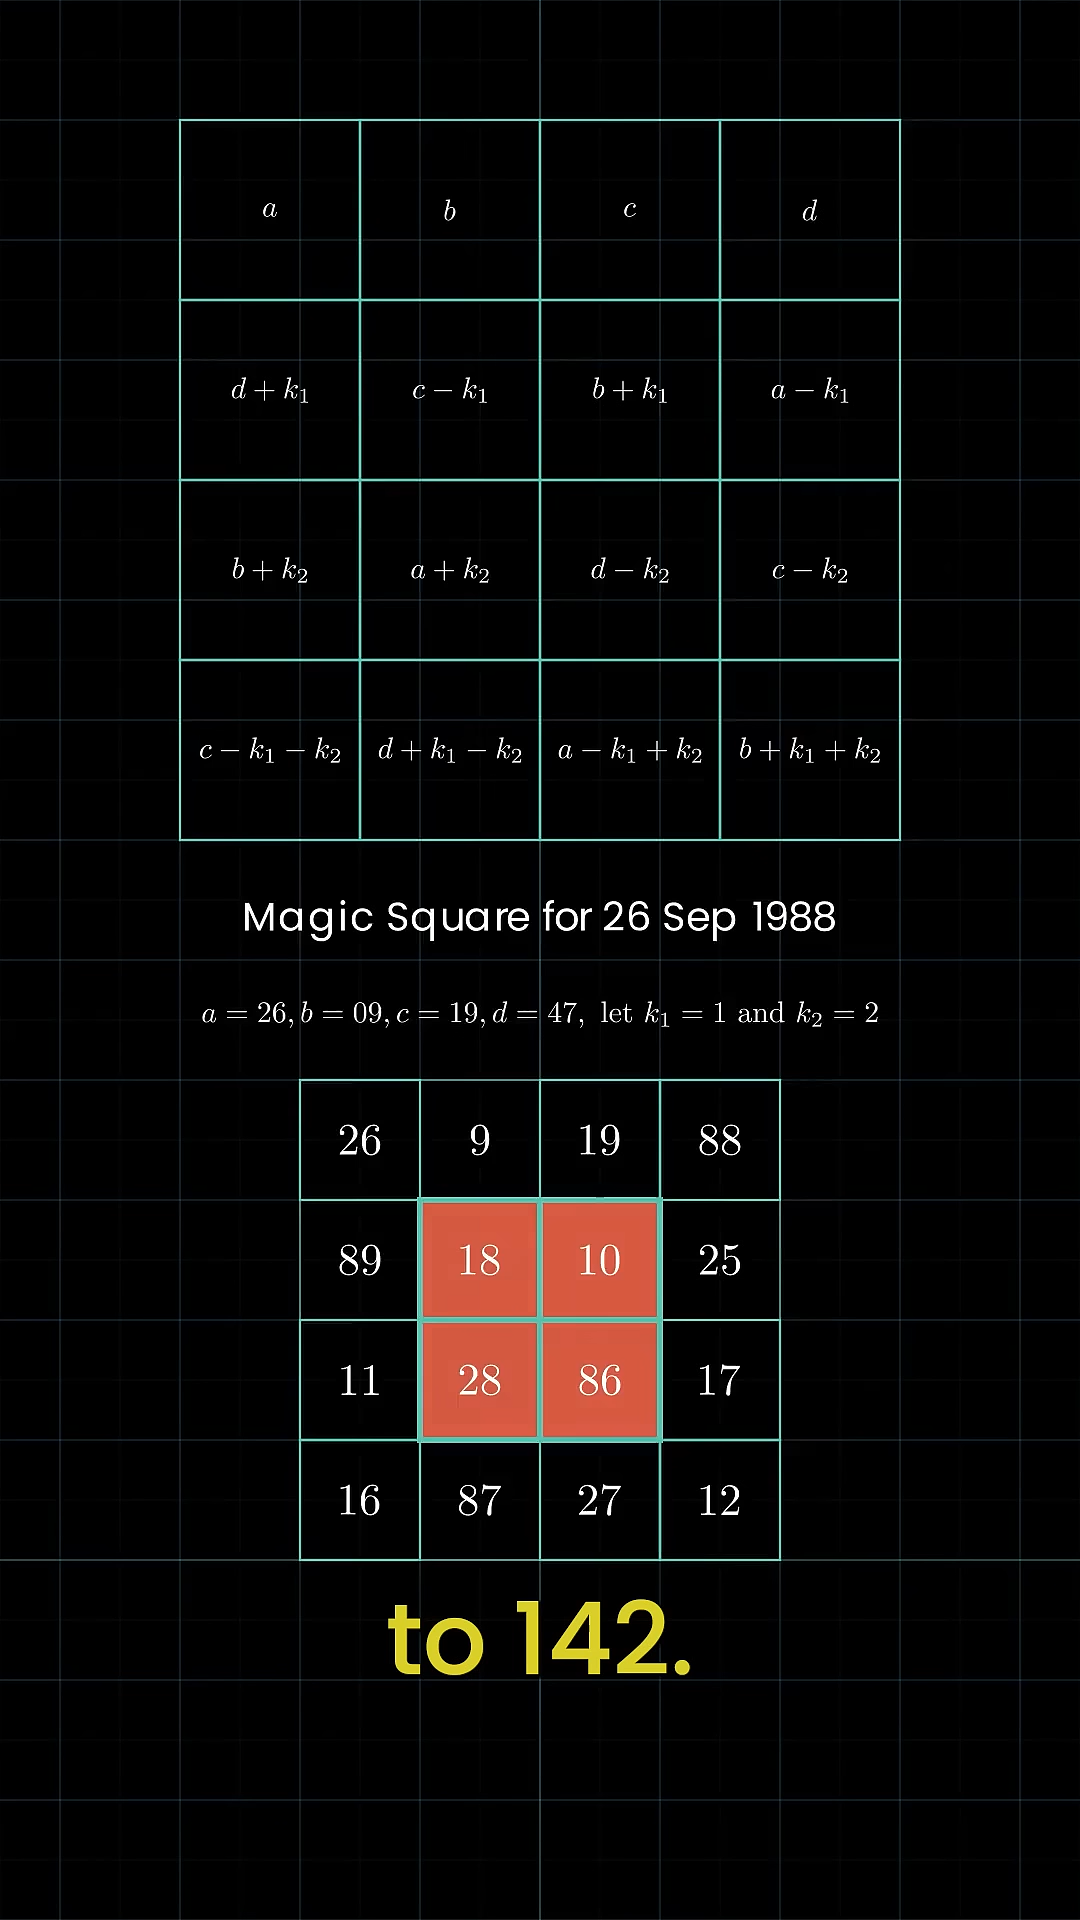 a b c d
d + k₁ c − k₁ b + k₁ a − k₁
b + k₂ a + k₂ d − k₂ c − k₂
c − k₁ − k₂ d + k₁ − k₂ a − k₁ + k₂ b + k₁ + k₂
Magic Square for 26 Sep 1988
a = 26, b = 09, c = 19, d = 47, let k₁ = 1 and k₂ = 2
26 9 19 88
89 18 10 25
11 28 86 17
16 87 27 12
to 142.